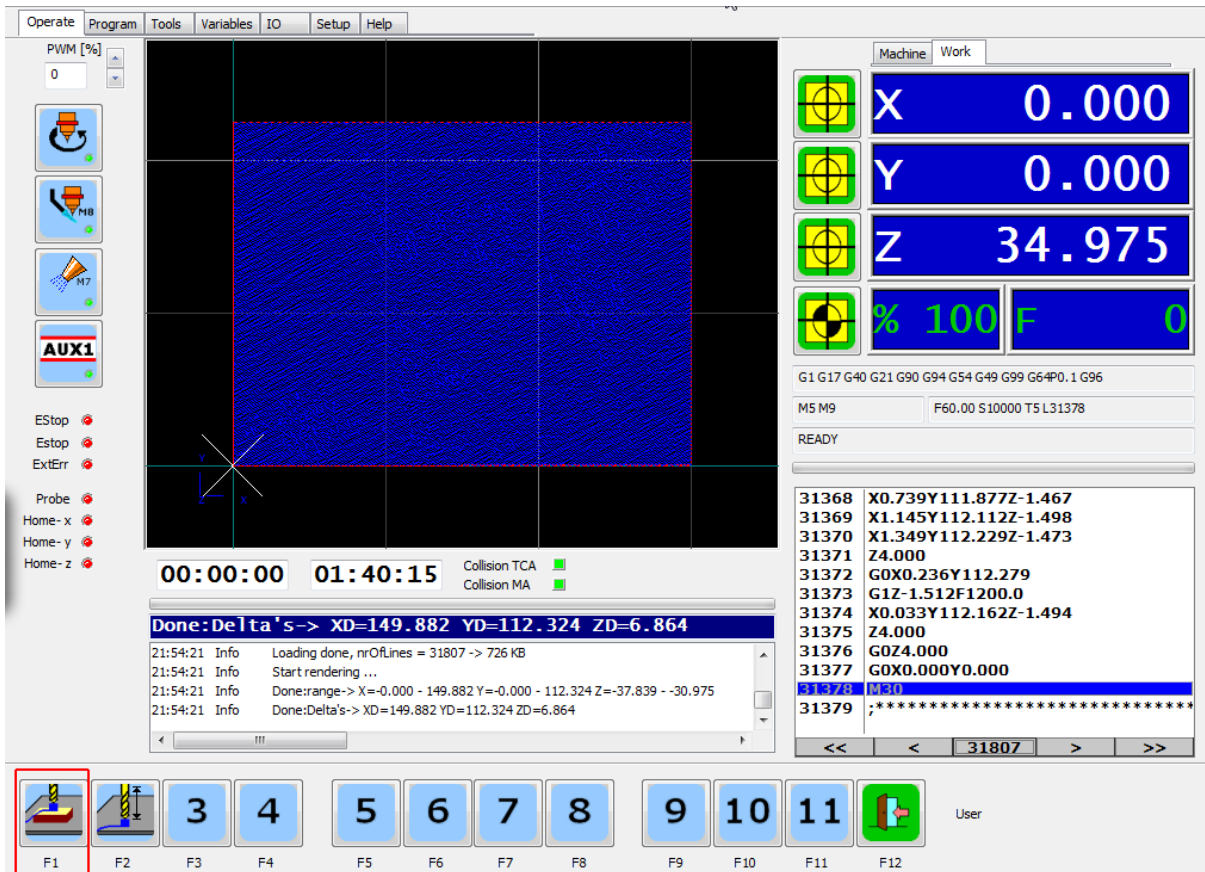 Operate Program Tools Variables IO Setup Help
PWM [%]
0
M8
M7
AUX1
EStop
Estop
ExtErr
Probe
Home- x
Home- y
Home- z
Y
Z X
00:00:00 01:40:15
Collision TCA
Collision MA
Done:Delta's-> XD=149.882 YD=112.324 ZD=6.864
21:54:21 Info Loading done, nrOfLines = 31807 -> 726 KB
21:54:21 Info Start rendering ...
21:54:21 Info Done:range-> X=-0.000 - 149.882 Y=-0.000 - 112.324 Z=-37.839 - -30.975
21:54:21 Info Done:Delta's-> XD=149.882 YD=112.324 ZD=6.864
Machine Work
X 0.000
Y 0.000
Z 34.975
% 100 F 0
G1 G17 G40 G21 G90 G94 G54 G49 G99 G64P0.1 G96
M5 M9 F60.00 S10000 T5 L31378
READY
31368 X0.739Y111.877Z-1.467
31369 X1.145Y112.112Z-1.498
31370 X1.349Y112.229Z-1.473
31371 Z4.000
31372 G0X0.236Y112.279
31373 G1Z-1.512F1200.0
31374 X0.033Y112.162Z-1.494
31375 Z4.000
31376 G0Z4.000
31377 G0X0.000Y0.000
31378 M30
31379 ;******************************
<< < 31807 > >>
3 4 5 6 7 8 9 10 11
User
F1 F2 F3 F4 F5 F6 F7 F8 F9 F10 F11 F12